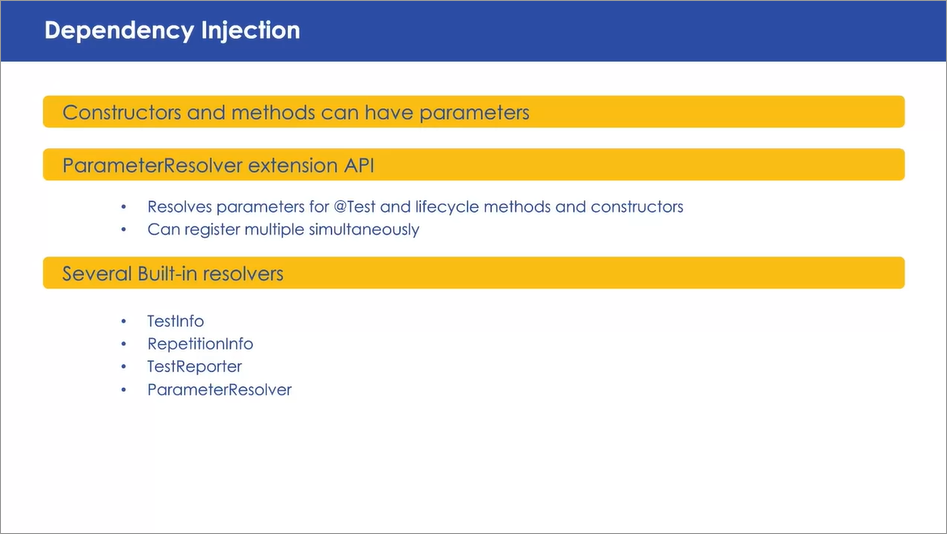 Dependency Injection
Constructors and methods can have parameters
ParameterResolver extension API
• Resolves parameters for @Test and lifecycle methods and constructors
• Can register multiple simultaneously
Several Built-in resolvers
• TestInfo
• RepetitionInfo
• TestReporter
• ParameterResolver